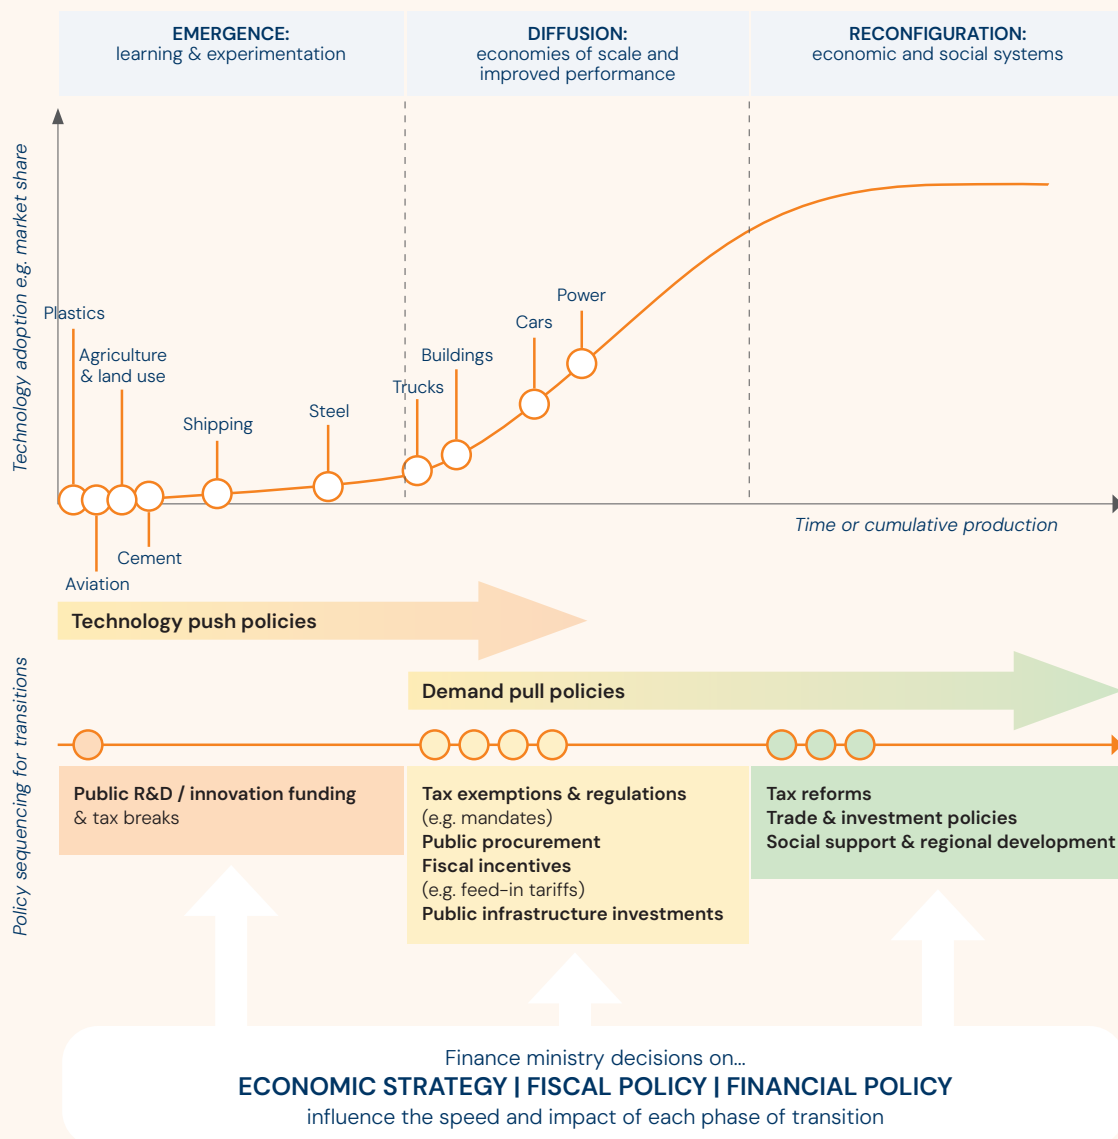 EMERGENCE:
learning & experimentation
DIFFUSION:
economies of scale and
improved performance
RECONFIGURATION:
economic and social systems
Technology adoption e.g. market share
Plastics
Agriculture
& land use
Shipping
Steel
Trucks
Buildings
Cars
Power
Cement
Aviation
Time or cumulative production
Policy sequencing for transitions
Technology push policies
Demand pull policies
Public R&D / innovation funding
& tax breaks
Tax exemptions & regulations
(e.g. mandates)
Public procurement
Fiscal incentives
(e.g. feed-in tariffs)
Public infrastructure investments
Tax reforms
Trade & investment policies
Social support & regional development
Finance ministry decisions on...
ECONOMIC STRATEGY | FISCAL POLICY | FINANCIAL POLICY
influence the speed and impact of each phase of transition